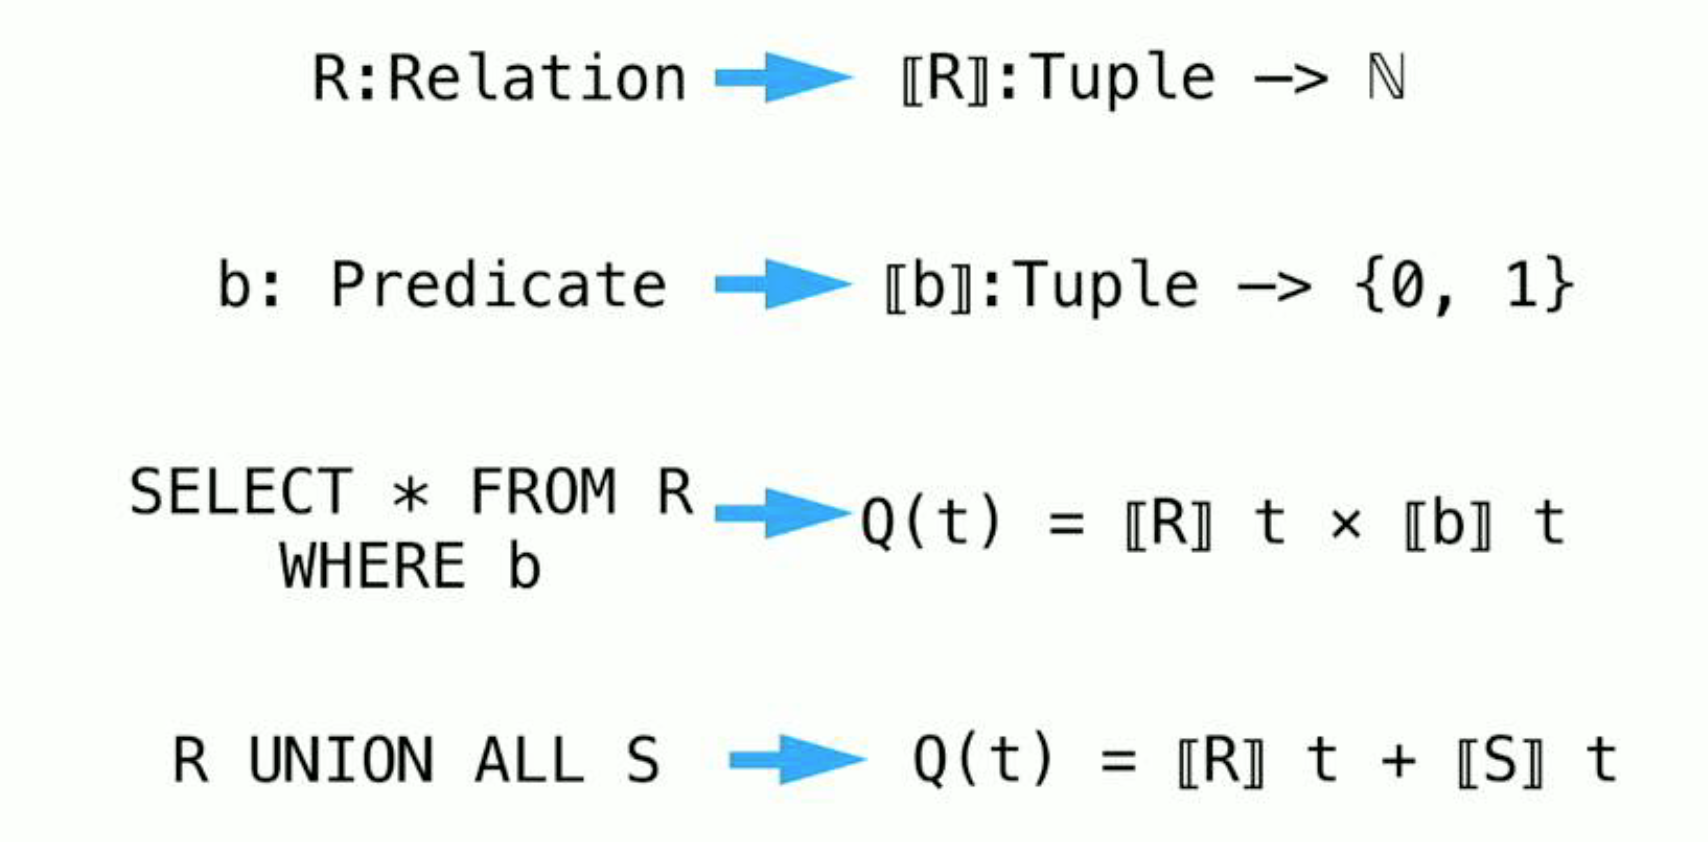 R:Relation ⟦R⟧:Tuple —> ℕ
b: Predicate ⟦b⟧:Tuple —> {0, 1}
SELECT * FROM R
WHERE b
Q(t) = ⟦R⟧ t × ⟦b⟧ t
R UNION ALL S Q(t) = ⟦R⟧ t + ⟦S⟧ t